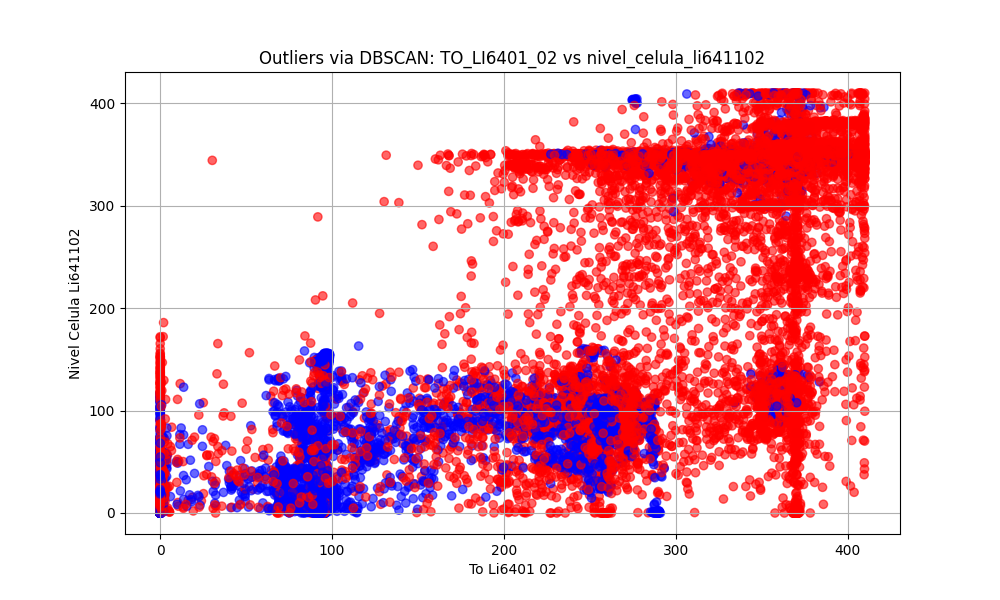 Outliers via DBSCAN: TO_LI6401_02 vs nivel_celula_li641102
Nivel Celula Li641102
400
300
200
100
0
0 100 200 300 400
To Li6401 02